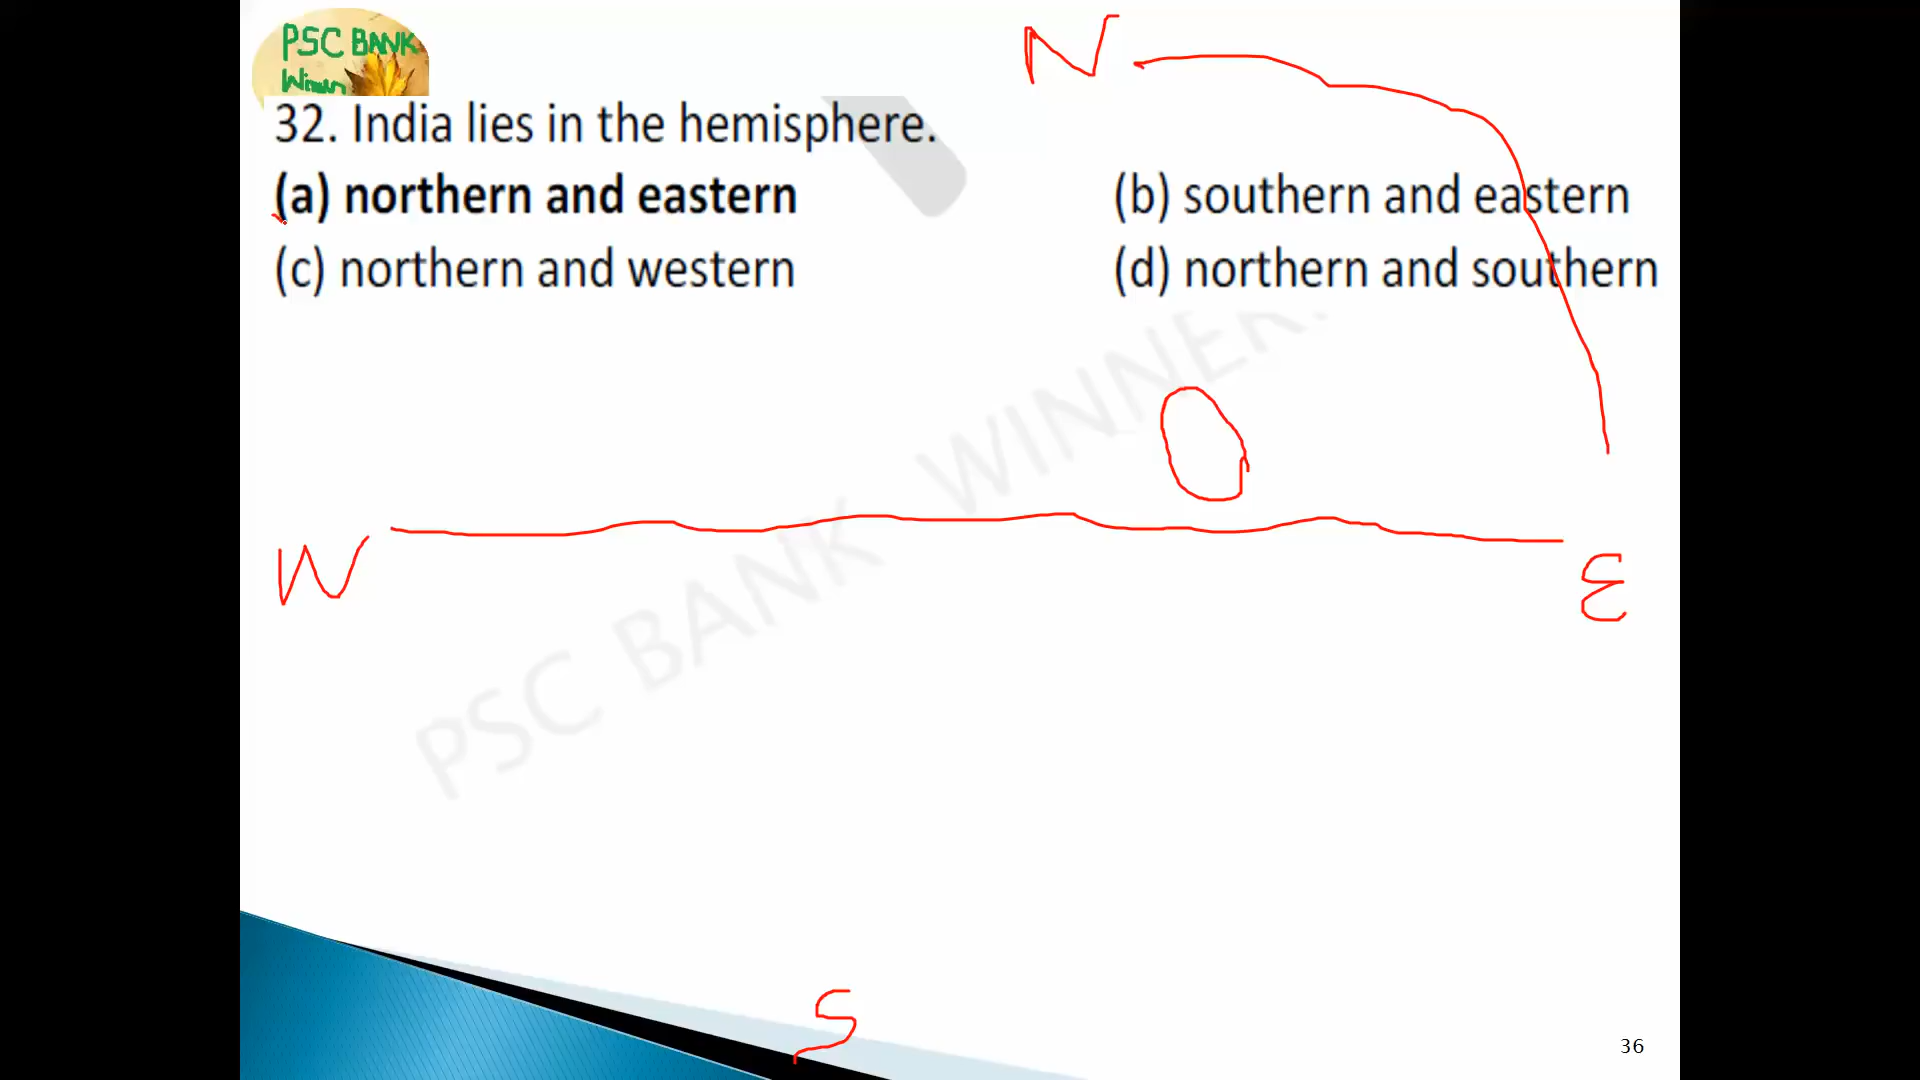 PSC BANK
Winners
N
32. India lies in the hemisphere.
(a) northern and eastern
(b) southern and eastern
(c) northern and western
(d) northern and southern
PSC BANK WINNER
W
E
S
36